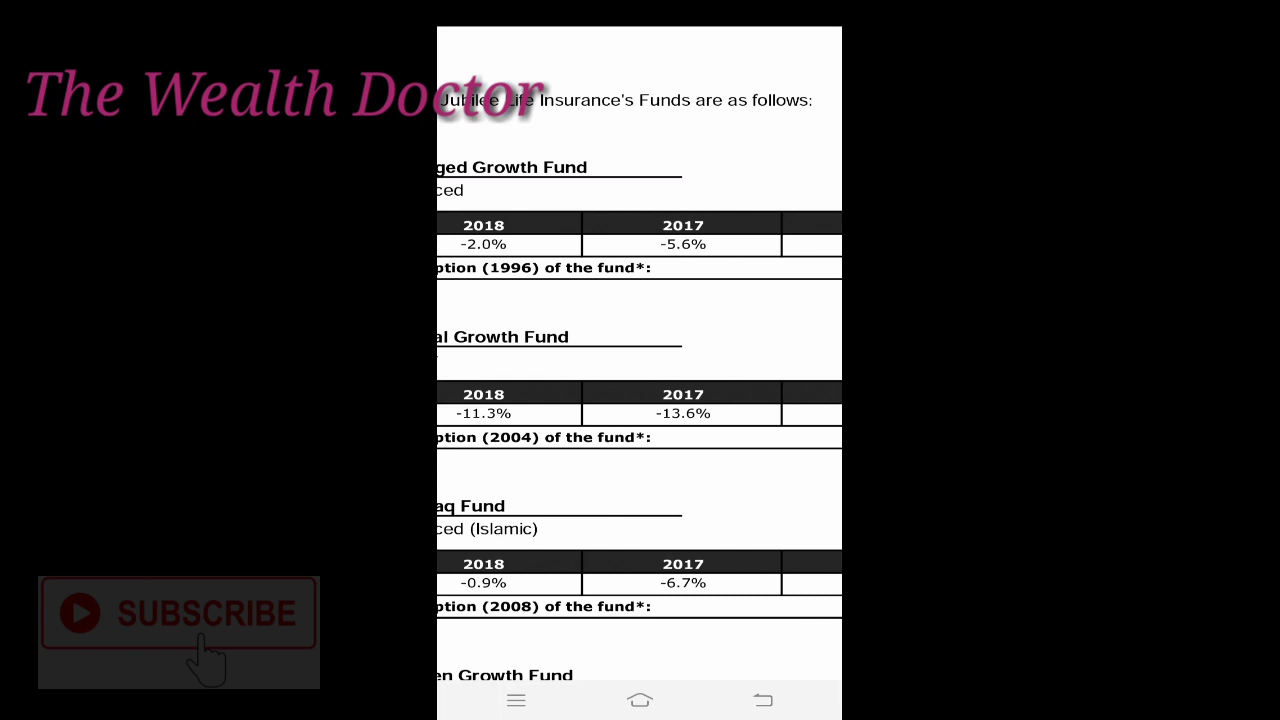 The Wealth Doctor
Jubilee Life Insurance's Funds are as follows:
ged Growth Fund
ced
2018 2017
-2.0% -5.6%
ption (1996) of the fund*:
al Growth Fund
2018 2017
-11.3% -13.6%
ption (2004) of the fund*:
aq Fund
ced (Islamic)
2018 2017
-0.9% -6.7%
ption (2008) of the fund*:
en Growth Fund
SUBSCRIBE